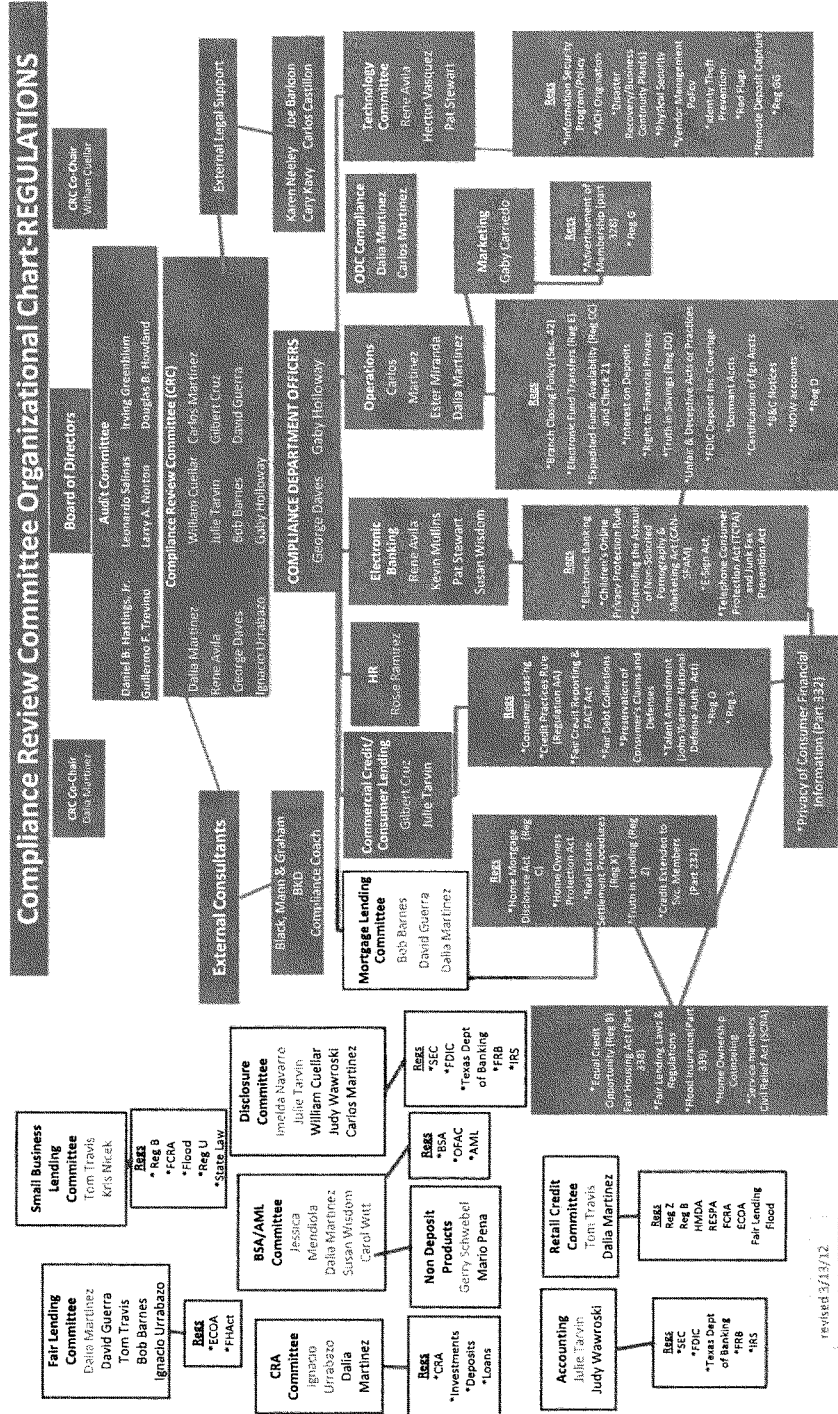 Compliance Review Committee Organizational Chart-REGULATIONS
CRC Co-Chair
Dalia Martinez
Board of Directors
CRC Co-Chair
William Cuellar
Audit Committee
Daniel B. Hastings, Jr. Leonardo Salinas Irving Greenblum
Guillermo F. Trevino Larry A. Norton Douglas B. Howland
Compliance Review Committee (CRC)
Dalia Martinez William Cuellar Carlos Martinez
Rene Avila Julie Tarvin Gilbert Cruz
George Daves Bob Barnes David Guerra
Ignacio Urrabazo Gaby Holloway
External Consultants
Black, Mann & Graham
BKD
Compliance Coach
External Legal Support
Karen Neeley Joe Barkson
Cary Kavy Carlos Castillon
COMPLIANCE DEPARTMENT OFFICERS
George Daves Gaby Holloway
Mortgage Lending
Committee
Bob Barnes
David Guerra
Dalia Martinez
Commercial Credit/
Consumer Lending
Gilbert Cruz
Julie Tarvin
HR
Rosie Ramirez
Electronic
Banking
Rene Avila
Kevin Mullins
Pat Stewart
Susan Wisdom
Operations
Carlos
Martinez
Ester Miranda
Dalia Martinez
ODC Compliance
Dalia Martinez
Carlos Martinez
Technology
Committee
Rene Avila
Hector Vasquez
Pat Stewart
Marketing
Gaby Carriedo
Regs
*Home Mortgage
Disclosure Act (Reg
C)
*Home Owners
Protection Act
*Real Estate
Settlement Procedures
(Reg X)
*Truth in Lending (Reg
Z)
*Credit Extended to
Svc. Members
(Part 232)
Regs
*Consumer Leasing
*Credit Practices Rule
(Regulation AA)
*Fair Credit Reporting &
FACT Act
*Fair Debt Collections
*Preservation of
Consumer's Claims and
Defenses
*Talent Amendment
(John Warner National
Defense Auth. Act)
*Reg O
* Reg
Regs
*Electronic Banking
*Children's Online
Privacy Protection Rule
*Controlling the Assault
of Non-Solicited
Pornography &
Marketing Act (CAN-
SPAM)
*E-Sign Act,
*Telephone Consumer
Protection Act (TCPA)
and Junk Fax
Prevention Act
Regs
*Branch Closing Policy (Sec. 42)
*Electronic Fund Transfers (Reg E)
*Expedited Funds Availability (Reg CC)
and Check 21
*Interest on Deposits
*Right to Financial Privacy
*Truth in Savings (Reg DD)
*Unfair & Deceptive Acts or Practices
*FDIC Deposit Ins Coverage
*Dormant Accts
*Certification of Fgn Accts
*B&C Notices
*NOW accounts
*Reg D
Regs
*Advertisement of
Membership (part
328)
*Reg G
Regs
*Information Security
Program/Policy
*ACH Origination
*Disaster
Recovery/Business
Continuity Plan(s)
*Physical Security
*Vendor Management
Policy
*Identity Theft
Prevention
*Red Flags
*Remote Deposit Capture
*Reg GG
*Privacy of Consumer Financial
Information (Part 332)
*Equal Credit
Opportunity (Reg B)
Fair Housing Act (Part
338)
*Fair Lending Laws &
Regulations
*Flood Insurance(Part
339)
*Home Ownership
Counseling
*Service members
Civil Relief Act (SCRA)
Fair Lending
Committee
Dalia Martinez
David Guerra
Tom Travis
Bob Barnes
Ignacio Urrabazo
Regs
*ECOA
*FHAct
Small Business
Lending
Committee
Tom Travis
Kris Nicek
Regs
* Reg B
*FCRA
*Flood
*Reg U
*State Law
CRA
Committee
Ignacio
Urrabazo
Dalia
Martinez
Regs
*CRA
*Investments
*Deposits
*Loans
BSA/AML
Committee
Jessica
Mendiola
Dalia Martinez
Susan Wisdom
Carol Witt
Regs
*BSA
*OFAC
*AML
Non Deposit
Products
Gerry Schwebel
Mario Pena
Disclosure
Committee
Imelda Navarro
Julie Tarvin
William Cuellar
Judy Wawroski
Carlos Martinez
Regs
*SEC
*FDIC
*Texas Dept
of Banking
*FRB
*IRS
Accounting
Julie Tarvin
Judy Wawroski
Regs
*SEC
*FDIC
*Texas Dept
of Banking
*FRB
*IRS
Retail Credit
Committee
Tom Travis
Dalia Martinez
Regs
Reg Z
Reg B
HMDA
RESPA
FCRA
ECOA
Fair Lending
Flood
revised 3/13/12